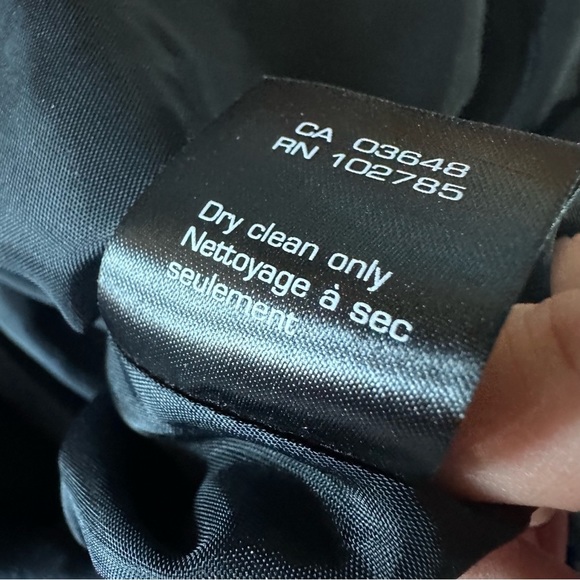 CA 03648
RN 102785
Dry clean only
Nettoyage à sec
seulement